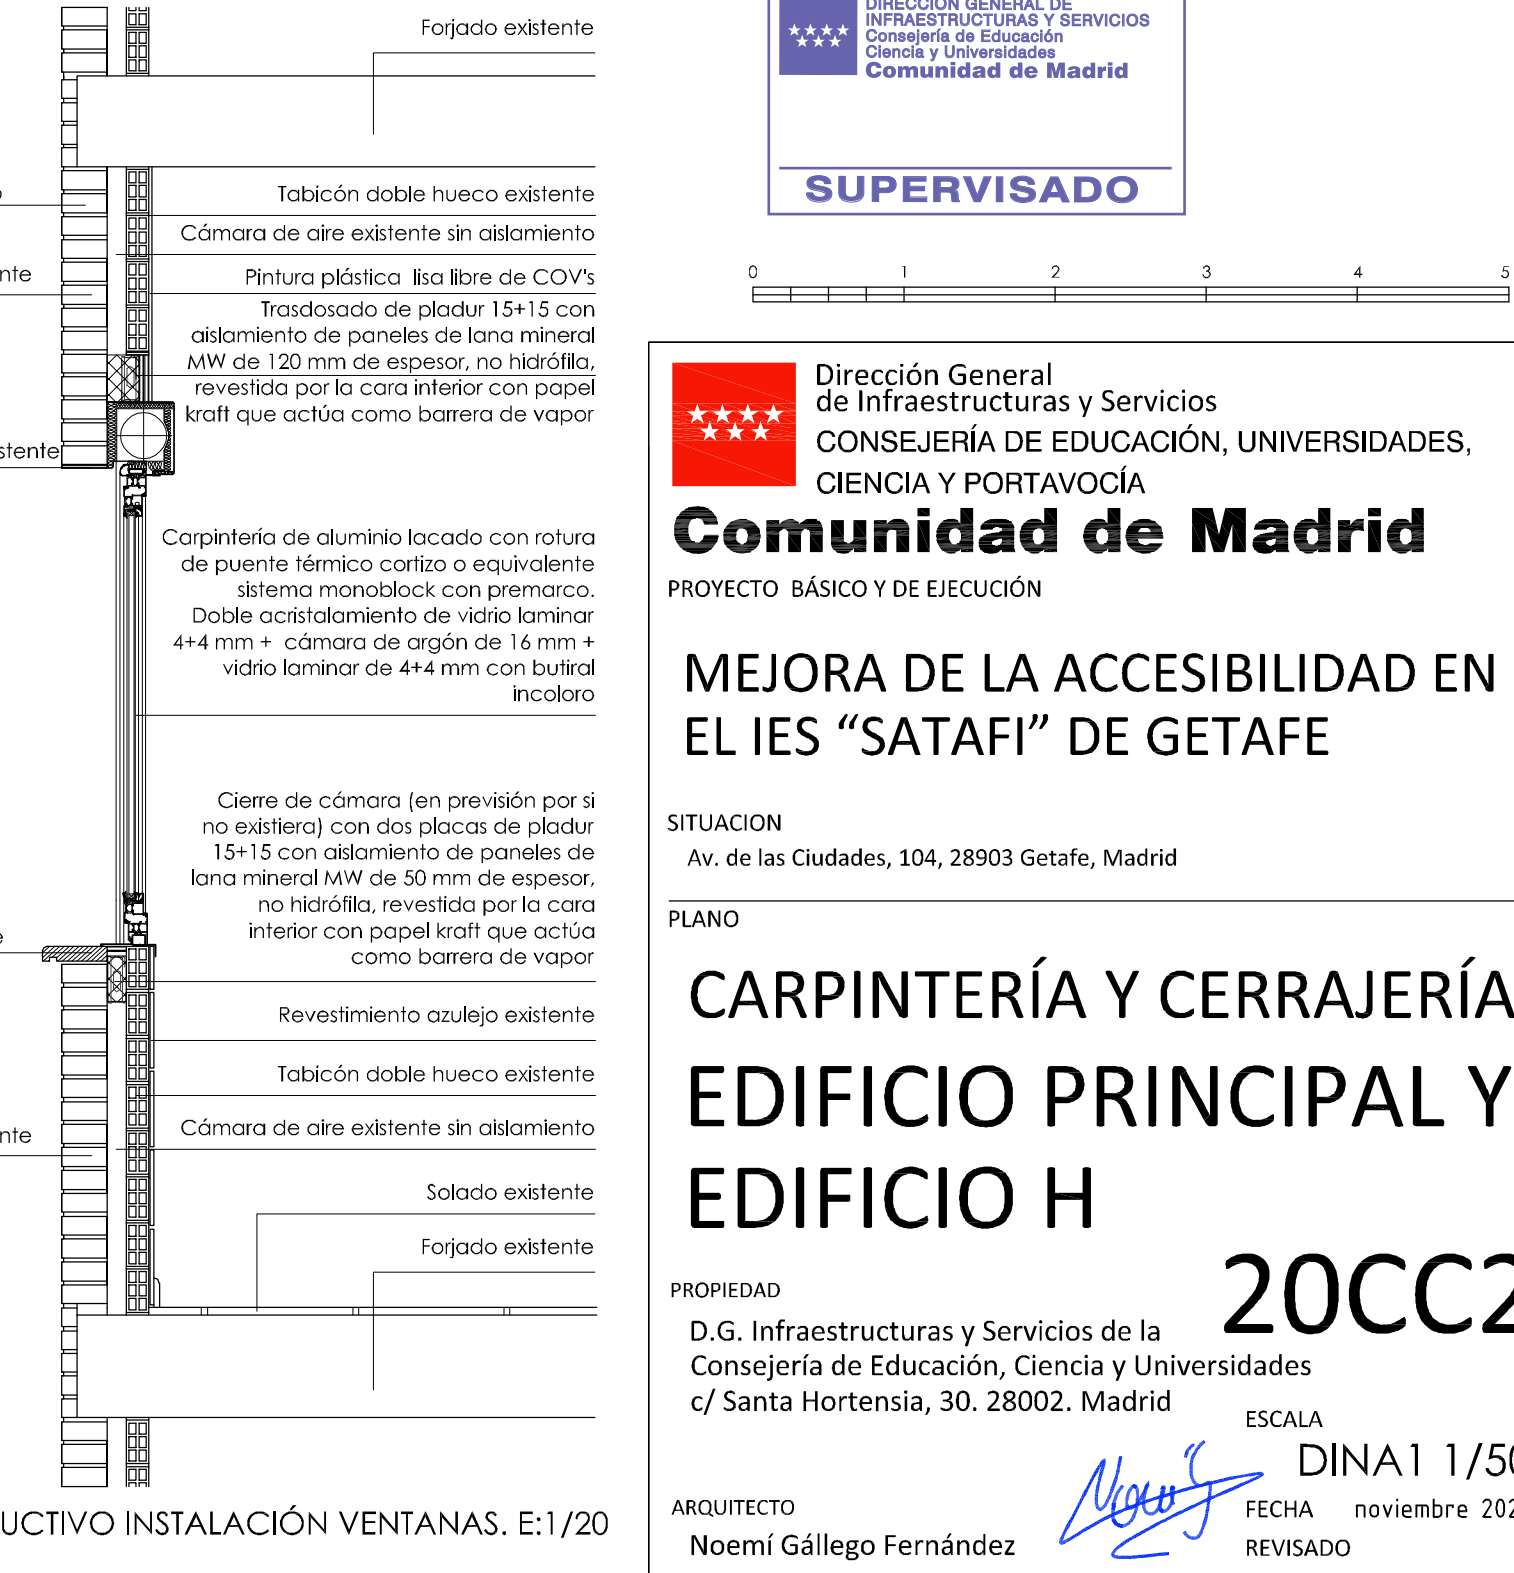 Forjado existente
Tabicón doble hueco existente
Cámara de aire existente sin aislamiento
Pintura plástica lisa libre de COV's
Trasdosado de pladur 15+15 con
aislamiento de paneles de lana mineral
MW de 120 mm de espesor, no hidrófila,
revestida por la cara interior con papel
kraft que actúa como barrera de vapor
Carpintería de aluminio lacado con rotura
de puente térmico cortizo o equivalente
sistema monoblock con premarco.
Doble acristalamiento de vidrio laminar
4+4 mm + cámara de argón de 16 mm +
vidrio laminar de 4+4 mm con butiral
incoloro
Cierre de cámara (en previsión por si
no existiera) con dos placas de pladur
15+15 con aislamiento de paneles de
lana mineral MW de 50 mm de espesor,
no hidrófila, revestida por la cara
interior con papel kraft que actúa
como barrera de vapor
Revestimiento azulejo existente
Tabicón doble hueco existente
Cámara de aire existente sin aislamiento
Solado existente
Forjado existente
nte
stente
e
nte
UCTIVO INSTALACIÓN VENTANAS. E:1/20
DIRECCIÓN GENERAL DE
INFRAESTRUCTURAS Y SERVICIOS
Consejería de Educación
Ciencia y Universidades
Comunidad de Madrid
SUPERVISADO
0 1 2 3 4 5
Dirección General
de Infraestructuras y Servicios
CONSEJERÍA DE EDUCACIÓN, UNIVERSIDADES,
CIENCIA Y PORTAVOCÍA
Comunidad de Madrid
PROYECTO BÁSICO Y DE EJECUCIÓN
MEJORA DE LA ACCESIBILIDAD EN
EL IES “SATAFI” DE GETAFE
SITUACION
Av. de las Ciudades, 104, 28903 Getafe, Madrid
PLANO
CARPINTERÍA Y CERRAJERÍA
EDIFICIO PRINCIPAL Y
EDIFICIO H
20CC2
PROPIEDAD
D.G. Infraestructuras y Servicios de la
Consejería de Educación, Ciencia y Universidades
c/ Santa Hortensia, 30. 28002. Madrid
ESCALA
DINA1 1/50
ARQUITECTO
Noemí Gállego Fernández
FECHA noviembre 202
REVISADO